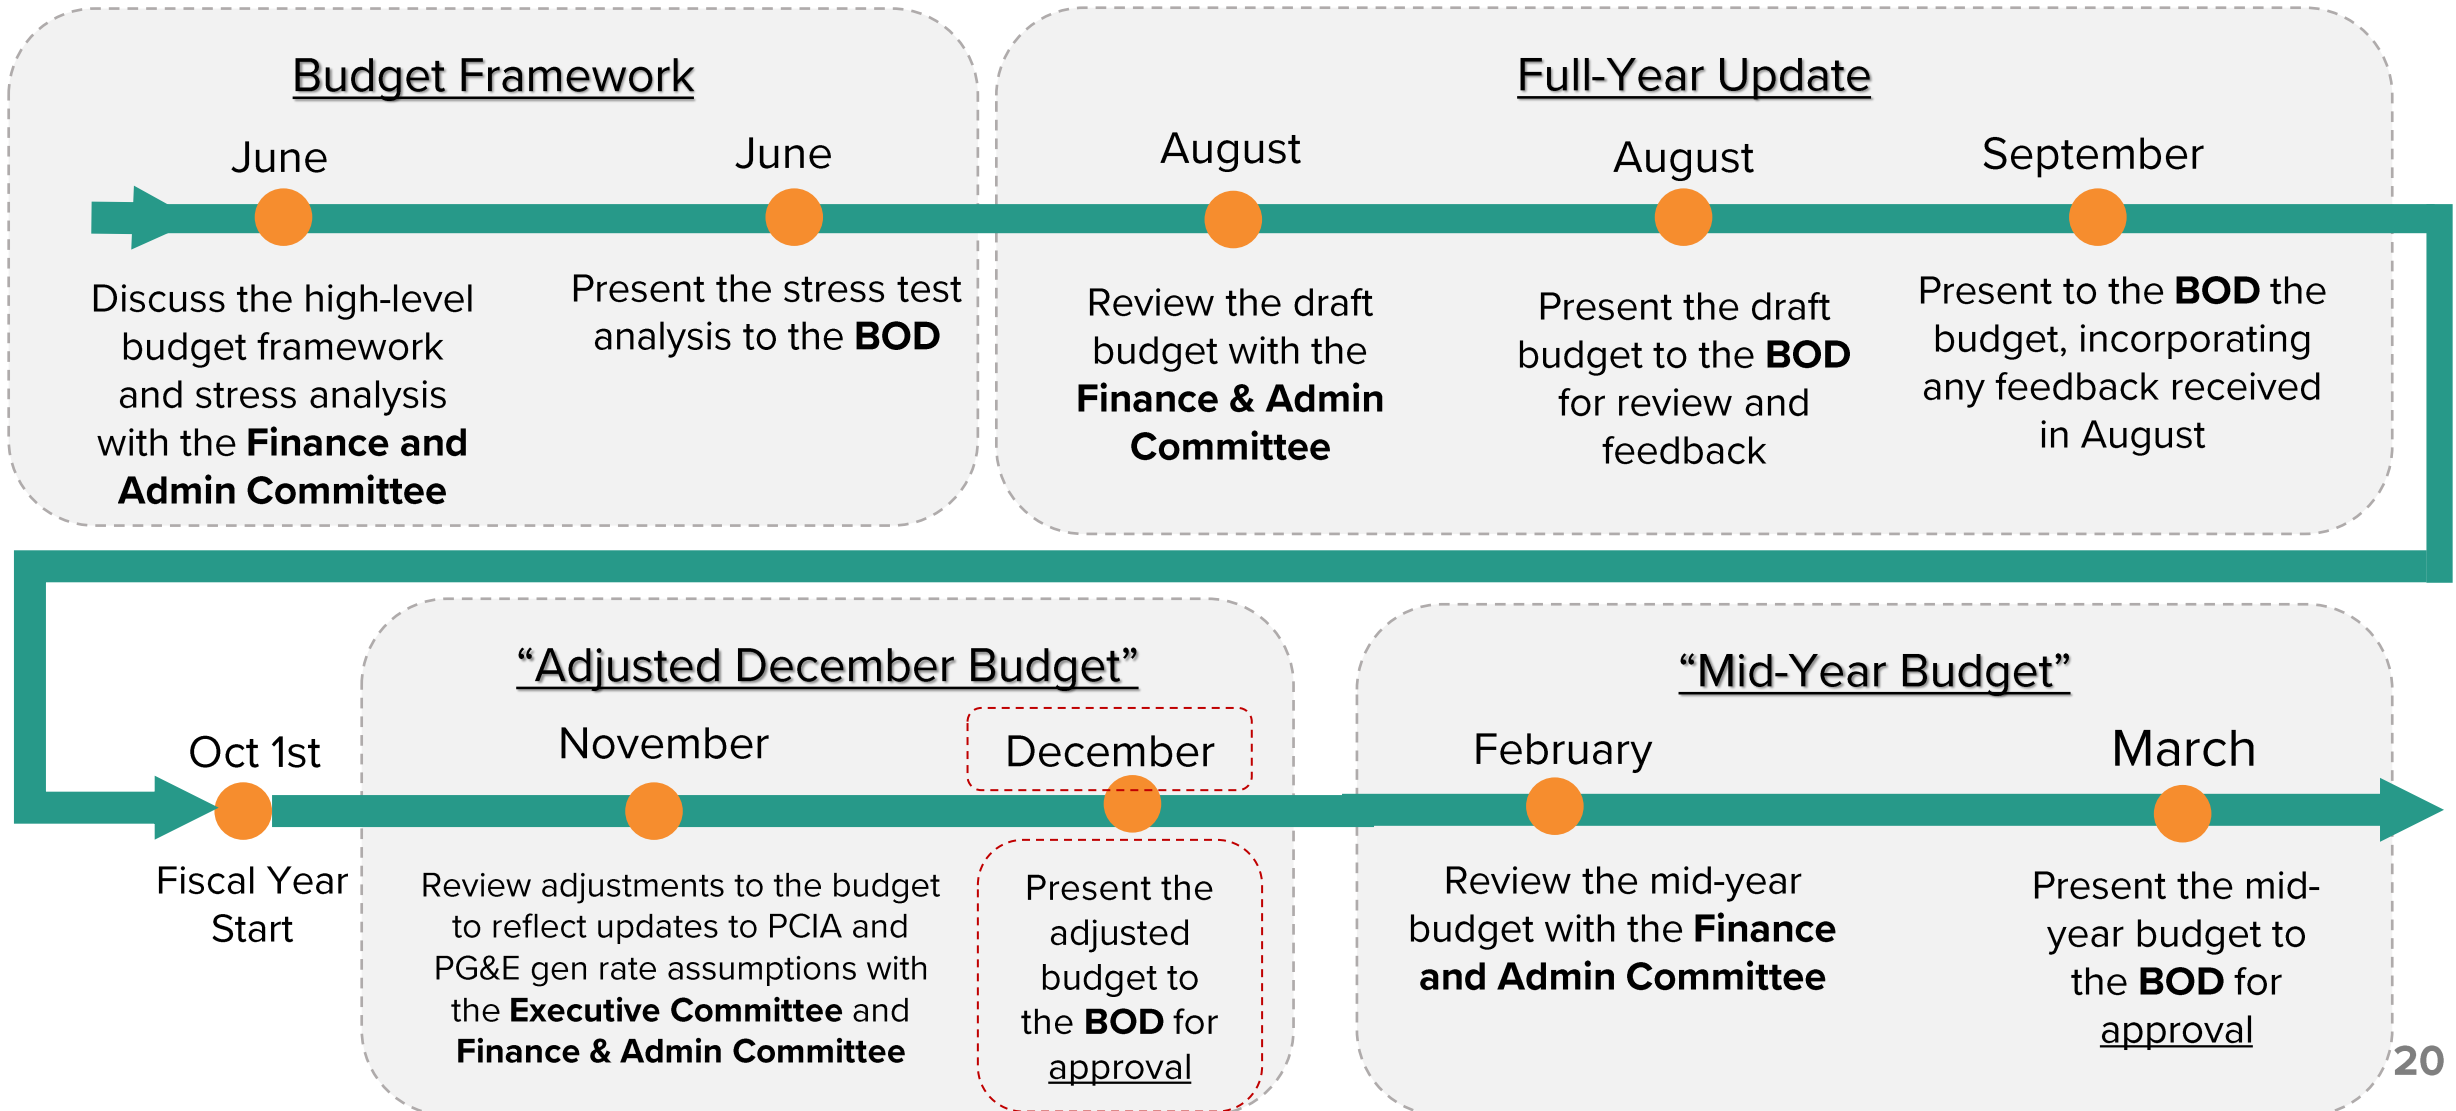 Budget Framework
June
Discuss the high-level
budget framework
and stress analysis
with the Finance and
Admin Committee
June
Present the stress test
analysis to the BOD
Full-Year Update
August
Review the draft
budget with the
Finance & Admin
Committee
August
Present the draft
budget to the BOD
for review and
feedback
September
Present to the BOD the
budget, incorporating
any feedback received
in August
Oct 1st
Fiscal Year
Start
“Adjusted December Budget”
November
Review adjustments to the budget
to reflect updates to PCIA and
PG&E gen rate assumptions with
the Executive Committee and
Finance & Admin Committee
December
Present the
adjusted
budget to
the BOD for
approval
“Mid-Year Budget”
February
Review the mid-year
budget with the Finance
and Admin Committee
March
Present the mid-
year budget to
the BOD for
approval
20